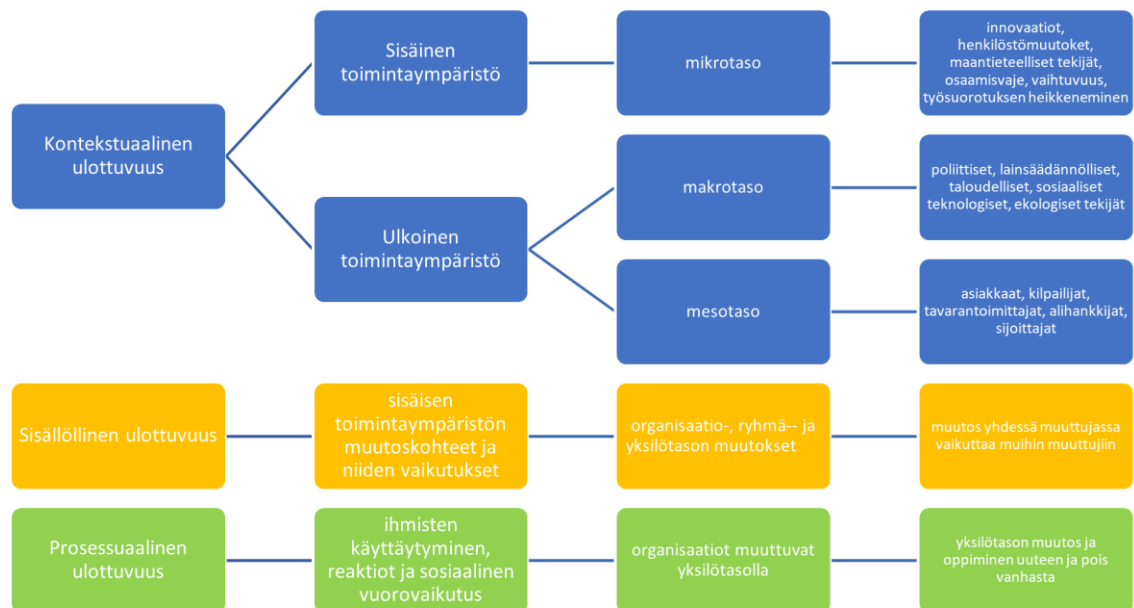 Kontekstuaalinen
ulottuvuus
Sisäinen
toimintaympäristö
mikrotaso
innovaatiot,
henkilöstömuutoket,
maantieteelliset tekijät,
osaamisvaje, vaihtuvuus,
työsuorotuksen heikkeneminen
Ulkoinen
toimintaympäristö
makrotaso
poliittiset, lainsäädännölliset,
taloudelliset, sosiaaliset
teknologiset, ekologiset tekijät
mesotaso
asiakkaat, kilpailijat,
tavarantoimittajat, alihankkijat,
sijoittajat
Sisällöllinen ulottuvuus
sisäisen
toimintaympäristön
muutoskohteet ja
niiden vaikutukset
organisaatio-, ryhmä-- ja
yksilötason muutokset
muutos yhdessä muuttujassa
vaikuttaa muihin muuttujiin
Prosessuaalinen
ulottuvuus
ihmisten
käyttäytyminen,
reaktiot ja sosiaalinen
vuorovaikutus
organisaatiot muuttuvat
yksilötasolla
yksilötason muutos ja
oppiminen uuteen ja pois
vanhasta